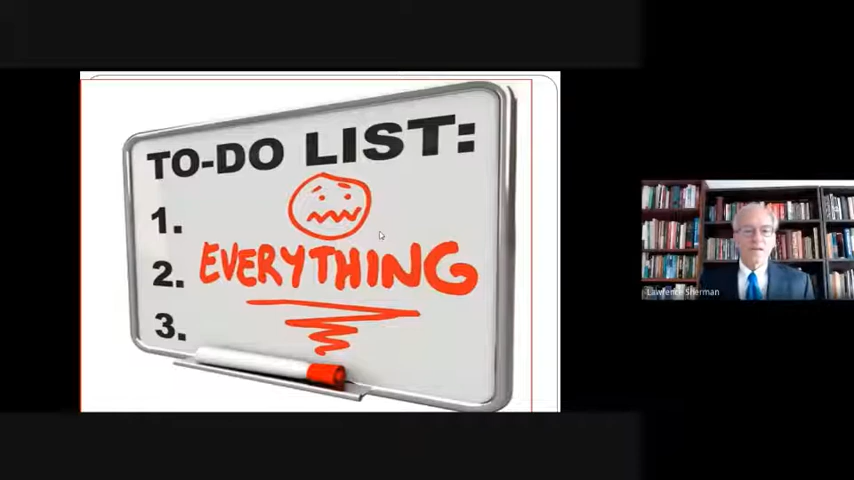 TO-DO LIST:
1.
2. EVERYTHING
3.
Lawrence Sherman